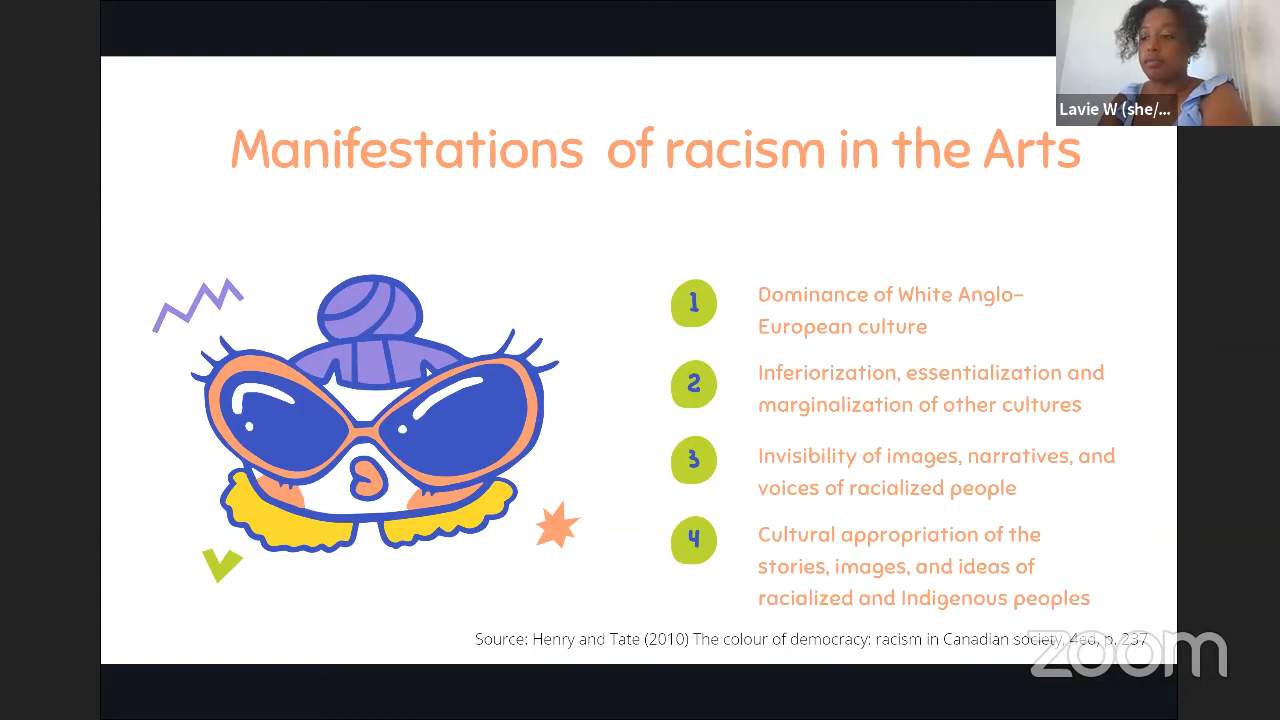 Lavie W (she/...
Manifestations of racism in the Arts
1
Dominance of White Anglo-
European culture
2
Inferiorization, essentialization and
marginalization of other cultures
3
Invisibility of images, narratives, and
voices of racialized people
4
Cultural appropriation of the
stories, images, and ideas of
racialized and Indigenous peoples
Source: Henry and Tate (2010) The colour of democracy: racism in Canadian society, 4ed, p. 237
zoom